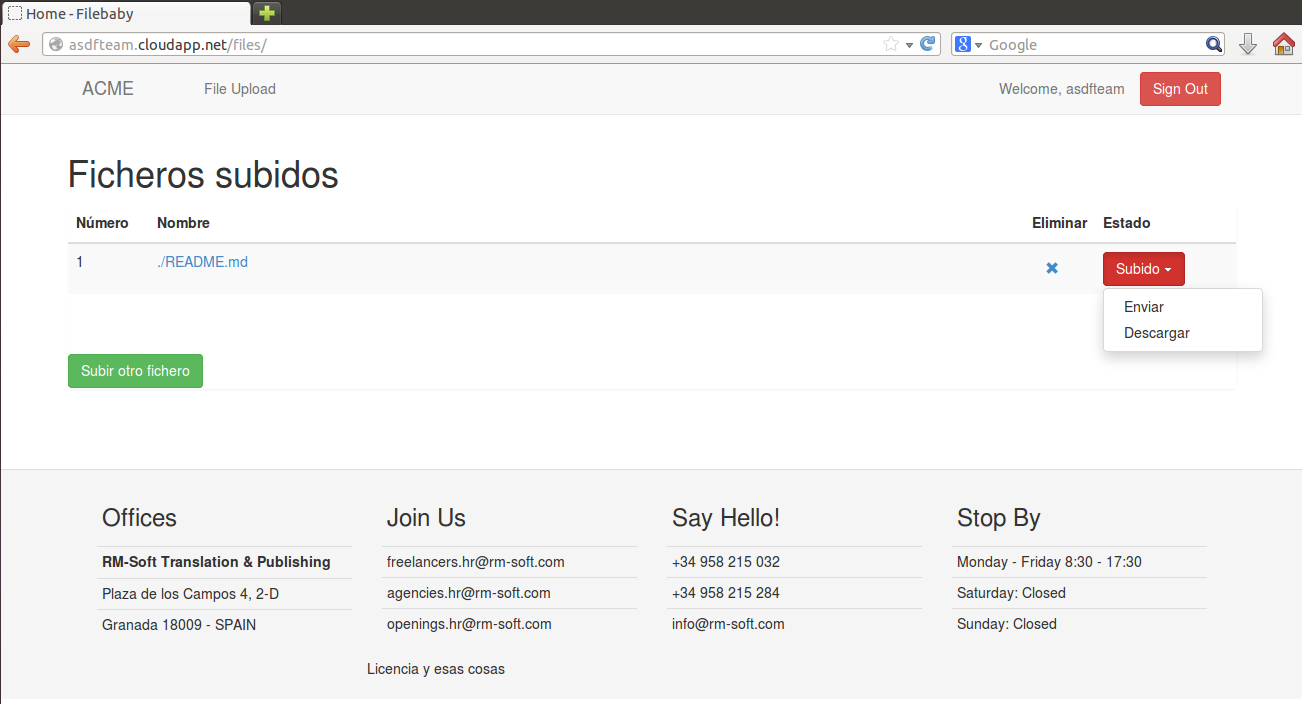 Home - Filebaby
asdfteam.cloudapp.net/files/
8 Google
ACME File Upload Welcome, asdfteam Sign Out
Ficheros subidos
Número Nombre Eliminar Estado
1 ./README.md Subido
Enviar
Descargar
Subir otro fichero
Offices
RM-Soft Translation & Publishing
Plaza de los Campos 4, 2-D
Granada 18009 - SPAIN
Join Us
freelancers.hr@rm-soft.com
agencies.hr@rm-soft.com
openings.hr@rm-soft.com
Say Hello!
+34 958 215 032
+34 958 215 284
info@rm-soft.com
Stop By
Monday - Friday 8:30 - 17:30
Saturday: Closed
Sunday: Closed
Licencia y esas cosas